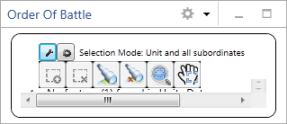 Order Of Battle
Selection Mode: Unit and all subordinates